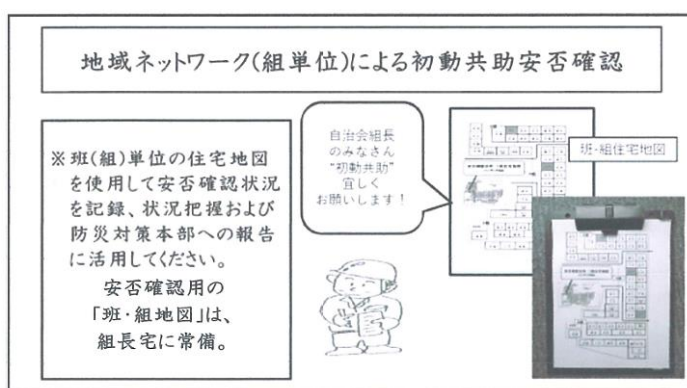 地域ネットワーク(組単位)による初動共助安否確認
※班(組)単位の住宅地図
を使用して安否確認状況
を記録、状況把握および
防災対策本部への報告
に活用してください。
安否確認用の
「班・組地図」は、
組長宅に常備。
自治会組長
のみなさん
“初動共助”
宜しく
お願いします!
班・組住宅地図